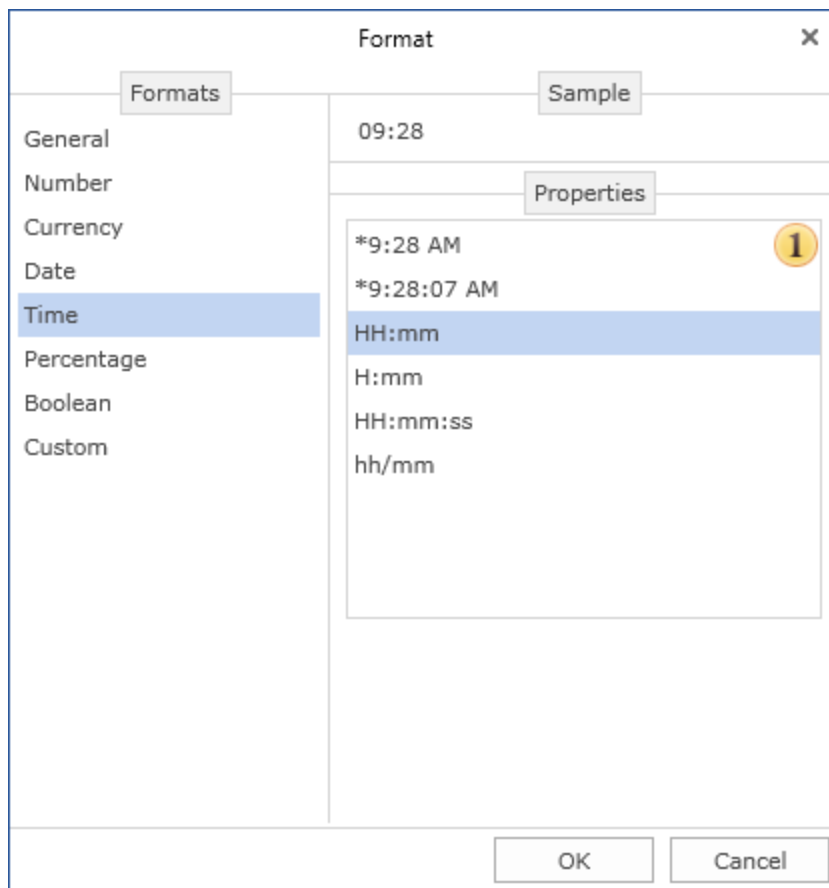 Format
Formats
General
Number
Currency
Date
Time
Percentage
Boolean
Custom
Sample
09:28
Properties
*9:28 AM
1
*9:28:07 AM
HH:mm
H:mm
HH:mm:ss
hh/mm
OK
Cancel